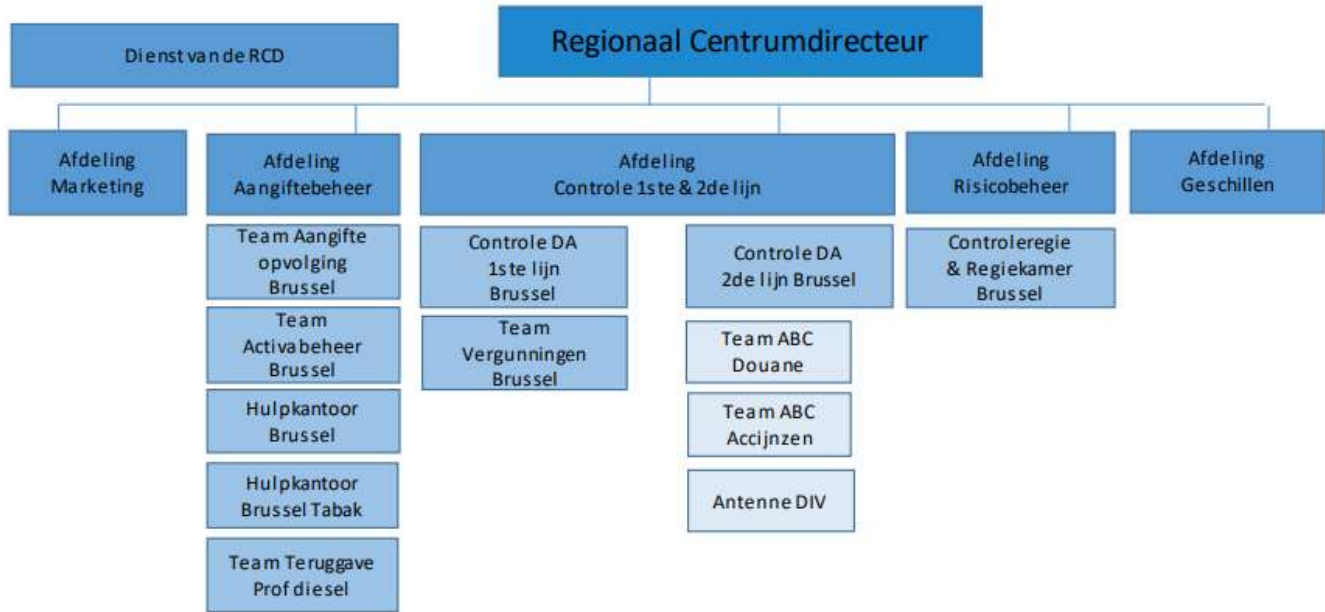 Dienst van de RCD
Regionaal Centrumdirecteur
Afdeling
Marketing
Afdeling
Aangiftebeheer
Afdeling
Controle 1ste & 2de lijn
Afdeling
Risicobeheer
Afdeling
Geschillen
Team Aangifte
opvolging
Brussel
Team
Activabeheer
Brussel
Hulpkantoor
Brussel
Hulpkantoor
Brussel Tabak
Team Teruggave
Prof diesel
Controle DA
1ste lijn
Brussel
Team
Vergunningen
Brussel
Controle DA
2de lijn Brussel
Team ABC
Douane
Team ABC
Accijnzen
Antenne DIV
Controleregie
& Regiekamer
Brussel